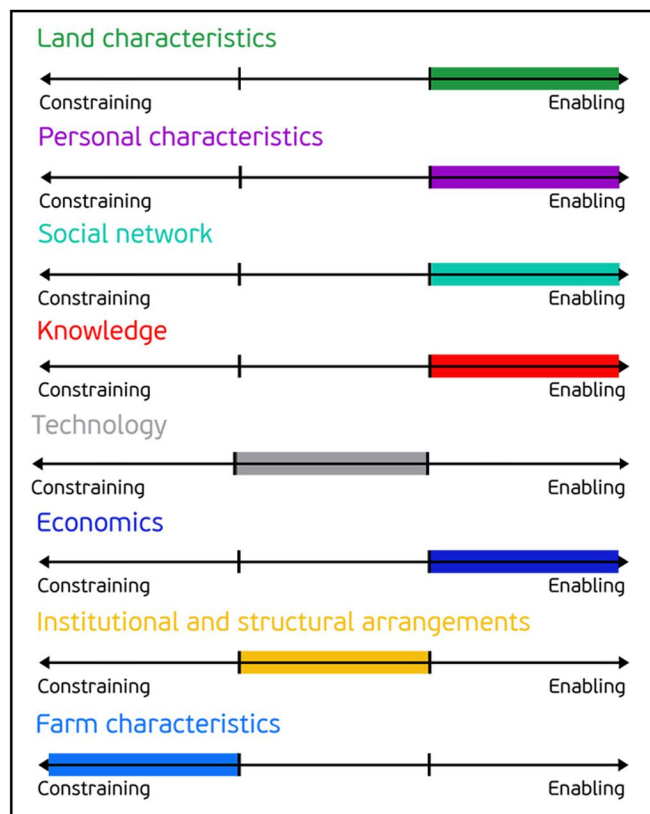 Land characteristics
Constraining Enabling
Personal characteristics
Constraining Enabling
Social network
Constraining Enabling
Knowledge
Constraining Enabling
Technology
Constraining Enabling
Economics
Constraining Enabling
Institutional and structural arrangements
Constraining Enabling
Farm characteristics
Constraining Enabling